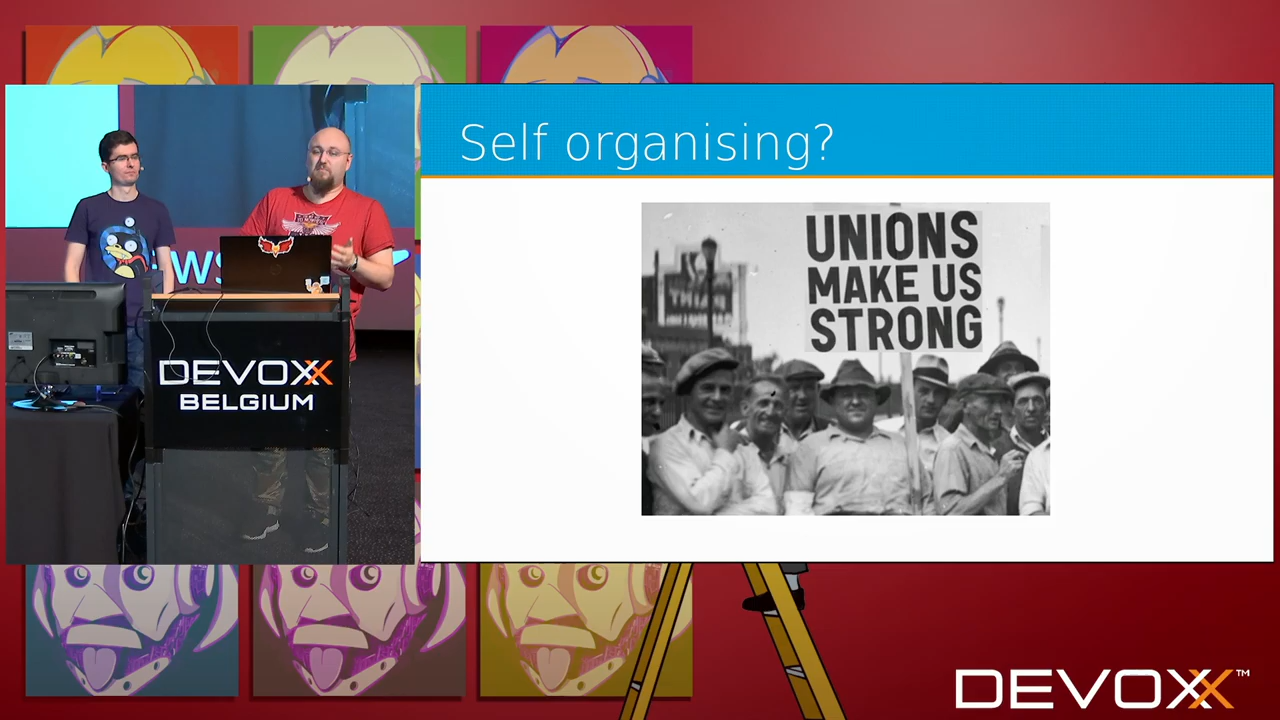 Self organising?
UNIONS
MAKE US
STRONG
DEVOXX
BELGIUM
DEVOXX™